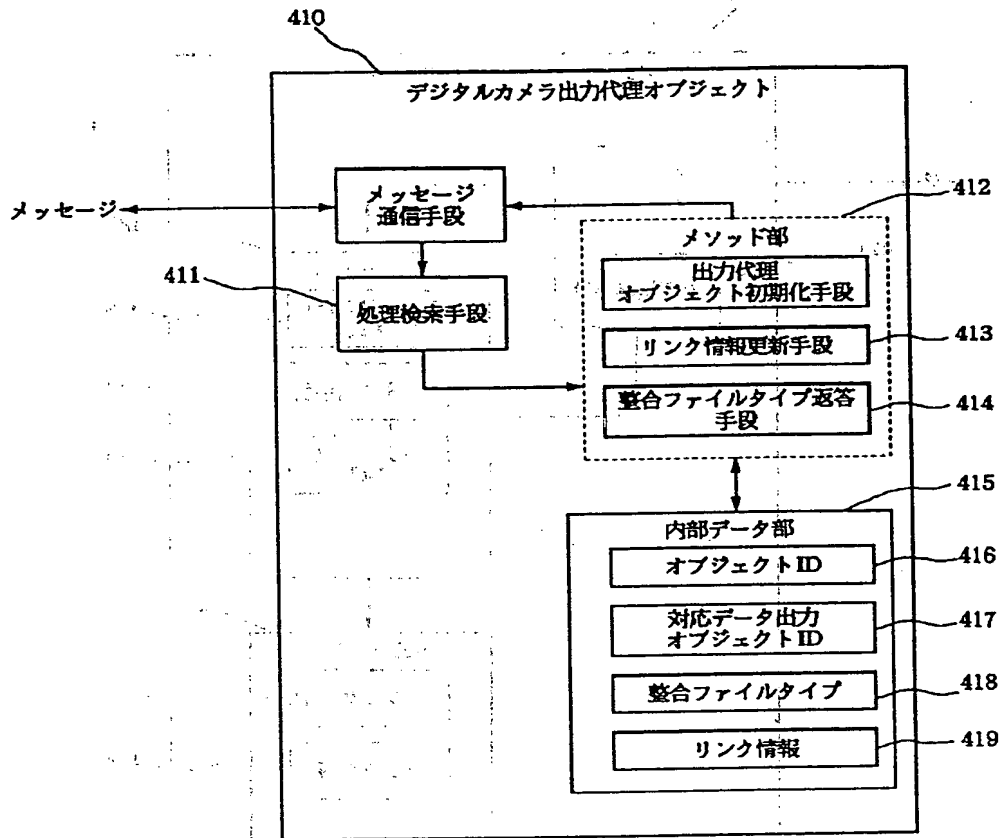 410
デジタルカメラ出力代理オブジェクト
メッセージ
メッセージ
通信手段
411
処理検索手段
412
メソッド部
出力代理
オブジェクト初期化手段
リンク情報更新手段
413
整合ファイルタイプ返答
手段
414
415
内部データ部
オブジェクトID
416
対応データ出力
オブジェクトID
417
整合ファイルタイプ
418
リンク情報
419